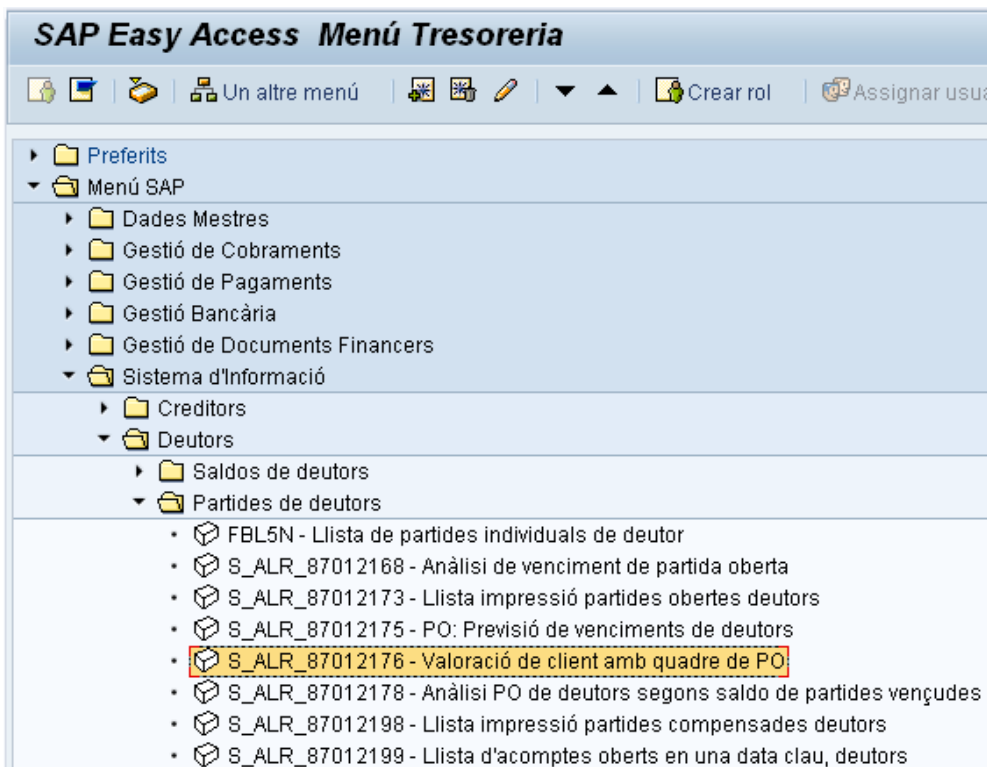 SAP Easy Access Menú Tresoreria
Un altre menú Crear rol Assignar usua
Preferits
Menú SAP
Dades Mestres
Gestió de Cobraments
Gestió de Pagaments
Gestió Bancària
Gestió de Documents Financers
Sistema d'Informació
Creditors
Deutors
Saldos de deutors
Partides de deutors
FBL5N - Llista de partides individuals de deutor
S_ALR_87012168 - Anàlisi de venciment de partida oberta
S_ALR_87012173 - Llista impressió partides obertes deutors
S_ALR_87012175 - PO: Previsió de venciments de deutors
S_ALR_87012176 - Valoració de client amb quadre de PO
S_ALR_87012178 - Anàlisi PO de deutors segons saldo de partides vençudes
S_ALR_87012198 - Llista impressió partides compensades deutors
S_ALR_87012199 - Llista d'acomptes oberts en una data clau, deutors